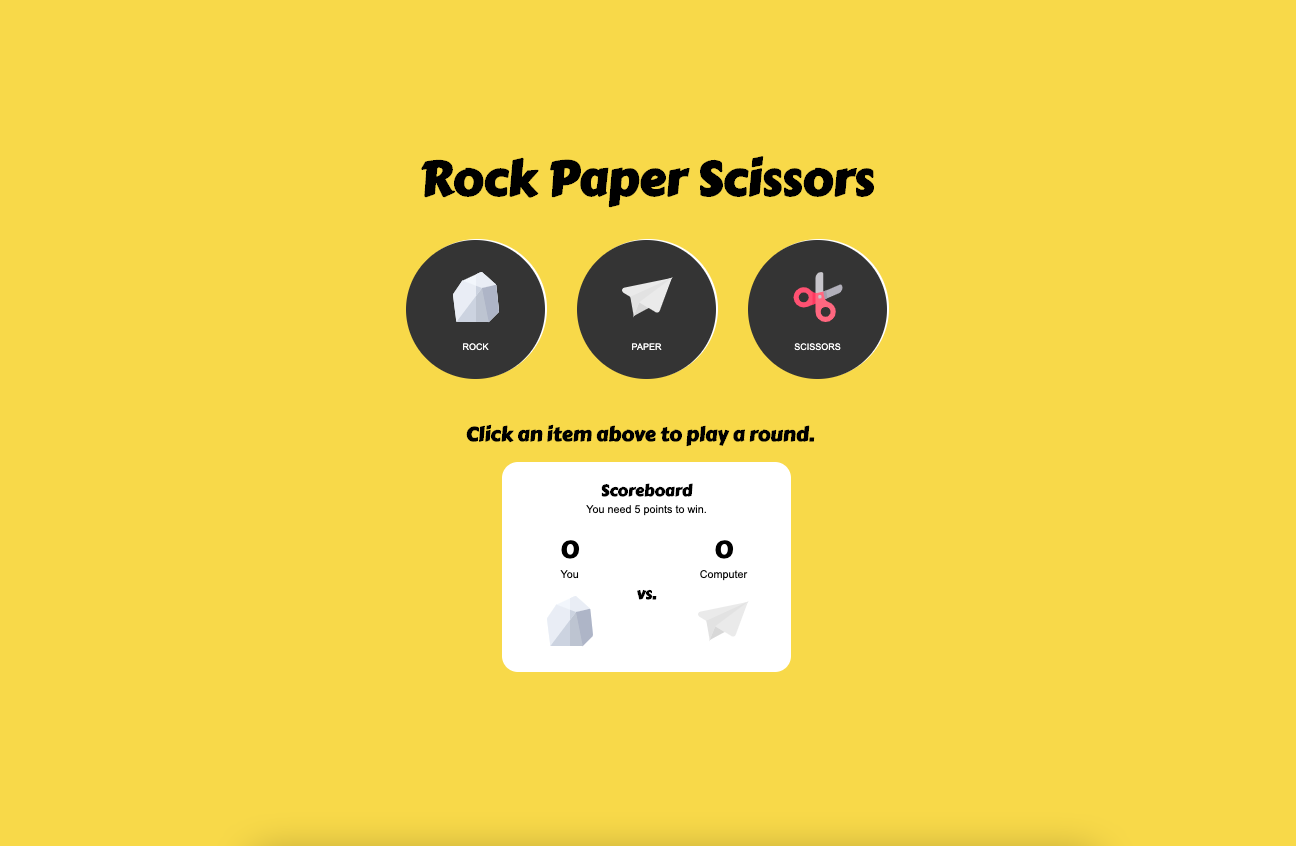 Rock Paper Scissors
ROCK
PAPER
SCISSORS
Click an item above to play a round.
Scoreboard
You need 5 points to win.
0
0
You
Computer
vs.